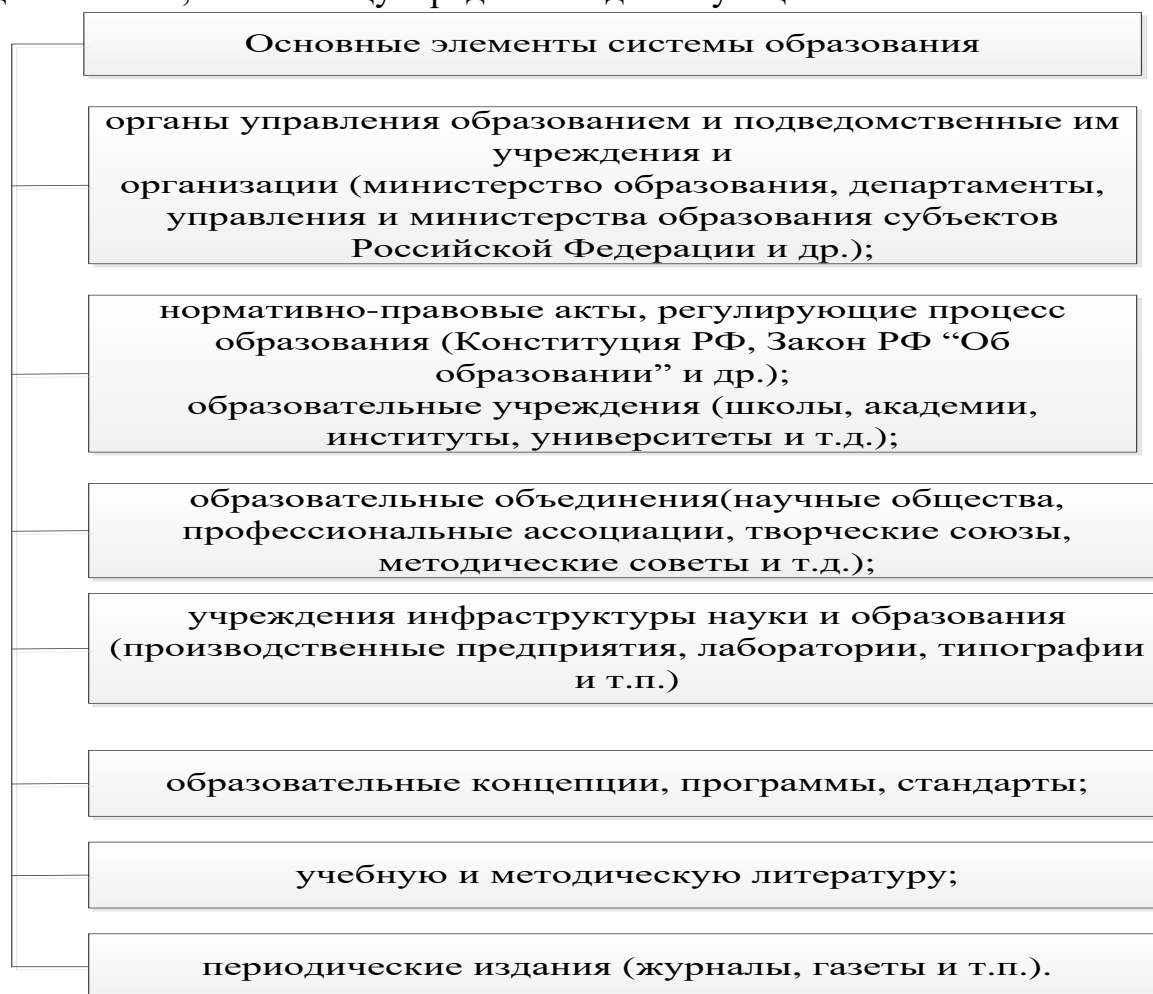 Основные элементы системы образования
органы управления образованием и подведомственные им
учреждения и
организации (министерство образования, департаменты,
управления и министерства образования субъектов
Российской Федерации и др.);
нормативно-правовые акты, регулирующие процесс
образования (Конституция РФ, Закон РФ “Об
образовании” и др.);
образовательные учреждения (школы, академии,
институты, университеты и т.д.);
образовательные объединения(научные общества,
профессиональные ассоциации, творческие союзы,
методические советы и т.д.);
учреждения инфраструктуры науки и образования
(производственные предприятия, лаборатории, типографии
и т.п.)
образовательные концепции, программы, стандарты;
учебную и методическую литературу;
периодические издания (журналы, газеты и т.п.).